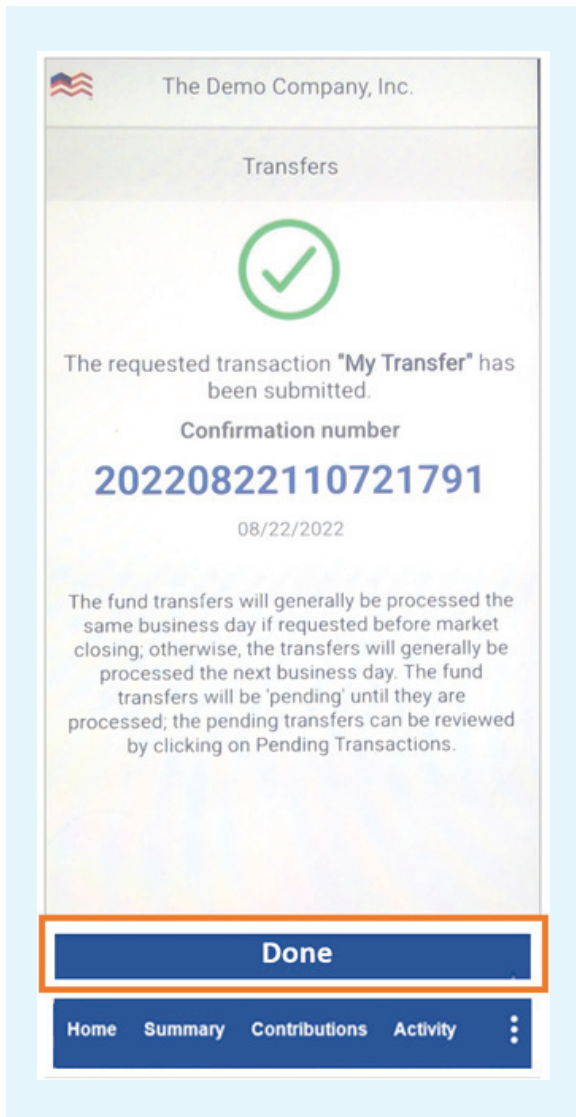 The Demo Company, Inc.
Transfers
The requested transaction "My Transfer" has
been submitted.
Confirmation number
20220822110721791
08/22/2022
The fund transfers will generally be processed the
same business day if requested before market
closing; otherwise, the transfers will generally be
processed the next business day. The fund
transfers will be 'pending' until they are
processed; the pending transfers can be reviewed
by clicking on Pending Transactions.
Done
Home Summary Contributions Activity